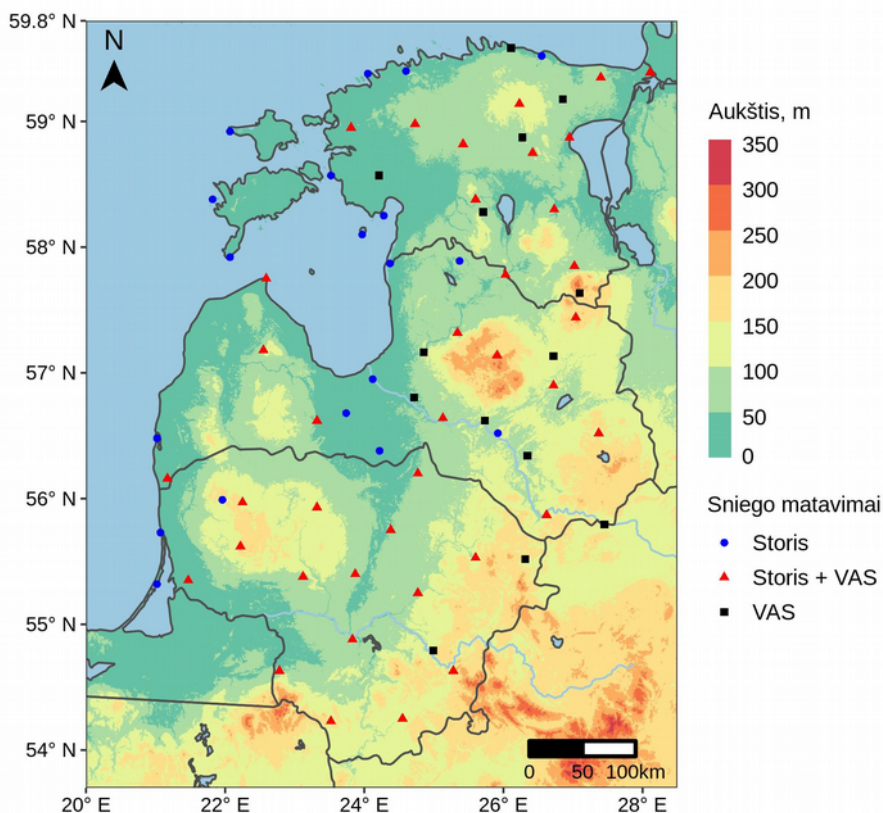 59.8° N
N
59° N
58° N
57° N
56° N
55° N
54° N
20° E
22° E
24° E
26° E
28° E
0 50 100km
Aukštis, m
350
300
250
200
150
100
50
0
Sniego matavimai
Storis
Storis + VAS
VAS